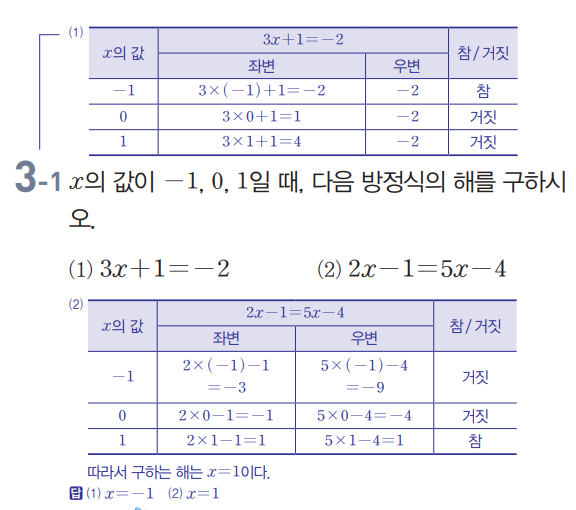 (1)
x의 값 3x+1=-2 참/거짓
좌변 우변
-1 3×(-1)+1=-2 -2 참
0 3×0+1=1 -2 거짓
1 3×1+1=4 -2 거짓
3-1 x의 값이 -1, 0, 1일 때, 다음 방정식의 해를 구하시
오.
(1) 3x+1=-2 (2) 2x-1=5x-4
(2)
x의 값 2x-1=5x-4 참/거짓
좌변 우변
-1 2×(-1)-1 5×(-1)-4 거짓
=-3 =-9
0 2×0-1=-1 5×0-4=-4 거짓
1 2×1-1=1 5×1-4=1 참
따라서 구하는 해는 x=1이다.
답 (1) x=-1 (2) x=1